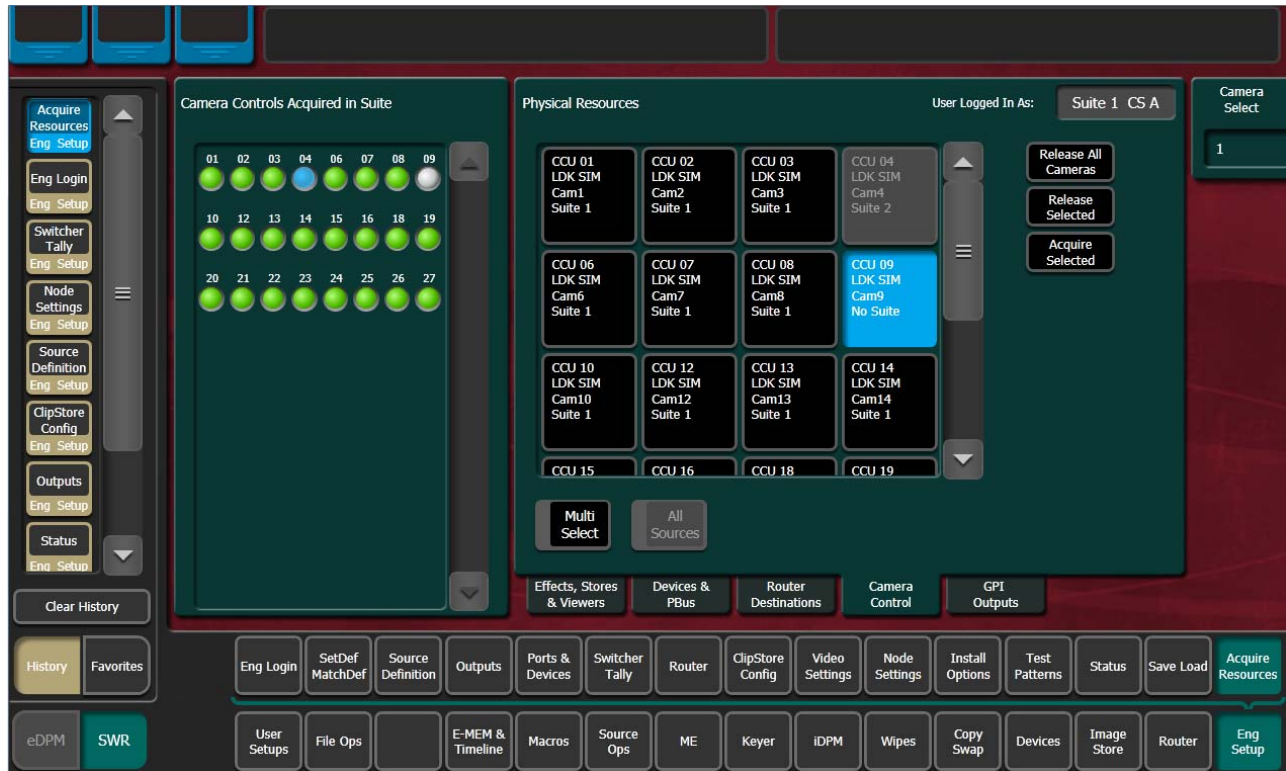 Acquire
Resources
Eng Setup
Eng Login
Eng Setup
Switcher
Tally
Eng Setup
Node
Settings
Eng Setup
Source
Definition
Eng Setup
ClipStore
Config
Eng Setup
Outputs
Eng Setup
Status
Eng Setup
Clear History
History
Favorites
eDPM
SWR
Camera Controls Acquired in Suite
01 02 03 04 06 07 08 09
10 12 13 14 15 16 18 19
20 21 22 23 24 25 26 27
Physical Resources
User Logged In As:
Suite 1 CS A
CCU 01
LDK SIM
Cam1
Suite 1
CCU 02
LDK SIM
Cam2
Suite 1
CCU 03
LDK SIM
Cam3
Suite 1
CCU 04
LDK SIM
Cam4
Suite 2
CCU 06
LDK SIM
Cam6
Suite 1
CCU 07
LDK SIM
Cam7
Suite 1
CCU 08
LDK SIM
Cam8
Suite 1
CCU 09
LDK SIM
Cam9
No Suite
CCU 10
LDK SIM
Cam10
Suite 1
CCU 12
LDK SIM
Cam12
Suite 1
CCU 13
LDK SIM
Cam13
Suite 1
CCU 14
LDK SIM
Cam14
Suite 1
CCU 15
CCU 16
CCU 18
CCU 19
Release All
Cameras
Release
Selected
Acquire
Selected
Multi
Select
All
Sources
Effects, Stores
& Viewers
Devices &
PBus
Router
Destinations
Camera
Control
GPI
Outputs
Camera
Select
1
Eng Login
SetDef
MatchDef
Source
Definition
Outputs
Ports &
Devices
Switcher
Tally
Router
ClipStore
Config
Video
Settings
Node
Settings
Install
Options
Test
Patterns
Status
Save Load
Acquire
Resources
User
Setups
File Ops
E-MEM &
Timeline
Macros
Source
Ops
ME
Keyer
iDPM
Wipes
Copy
Swap
Devices
Image
Store
Router
Eng
Setup